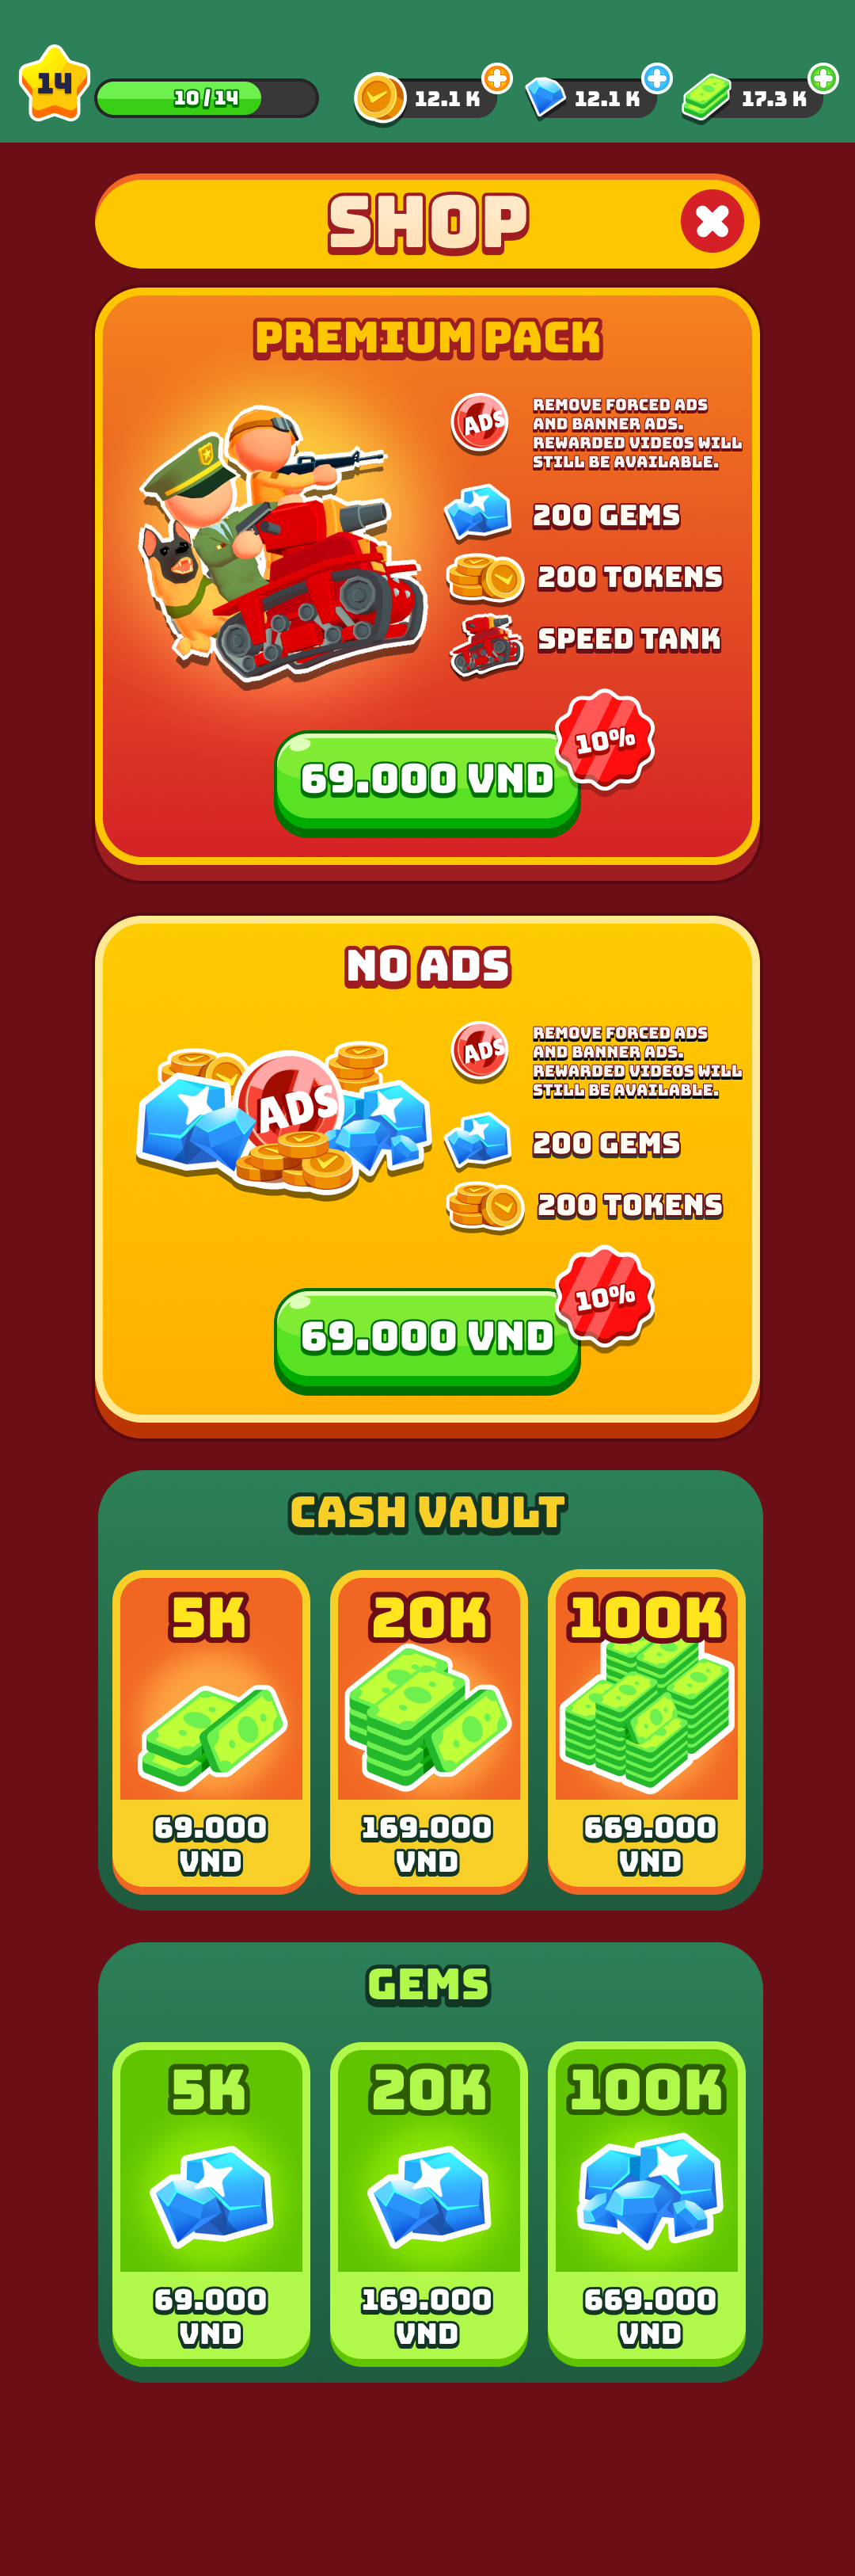 14
10/14
12.1 K
12.1 K
17.3 K
SHOP
PREMIUM PACK
ADS
REMOVE FORCED ADS
AND BANNER ADS.
REWARDED VIDEOS WILL
STILL BE AVAILABLE.
200 GEMS
200 TOKENS
SPEED TANK
10%
69.000 VND
NO ADS
ADS
ADS
REMOVE FORCED ADS
AND BANNER ADS.
REWARDED VIDEOS WILL
STILL BE AVAILABLE.
200 GEMS
200 TOKENS
10%
69.000 VND
CASH VAULT
5K
20K
100K
69.000
VND
169.000
VND
669.000
VND
GEMS
5K
20K
100K
69.000
VND
169.000
VND
669.000
VND